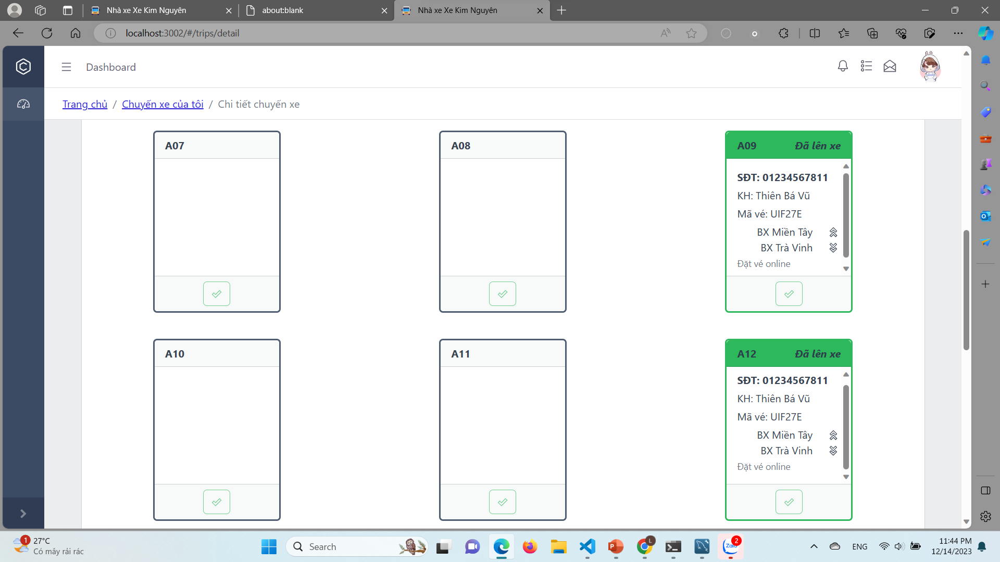 Nhà xe Xe Kim Nguyên
about:blank
Nhà xe Xe Kim Nguyên
localhost:3002/#/trips/detail
Dashboard
Trang chủ / Chuyến xe của tôi / Chi tiết chuyến xe
A07
A08
A09 Đã lên xe
SĐT: 01234567811
KH: Thiên Bá Vũ
Mã vé: UIF27E
BX Miền Tây
BX Trà Vinh
Đặt vé online
A10
A11
A12 Đã lên xe
SĐT: 01234567811
KH: Thiên Bá Vũ
Mã vé: UIF27E
BX Miền Tây
BX Trà Vinh
Đặt vé online
1
27°C
Có mây rải rác
Search
L
Zalo
2
ENG
11:44 PM
12/14/2023